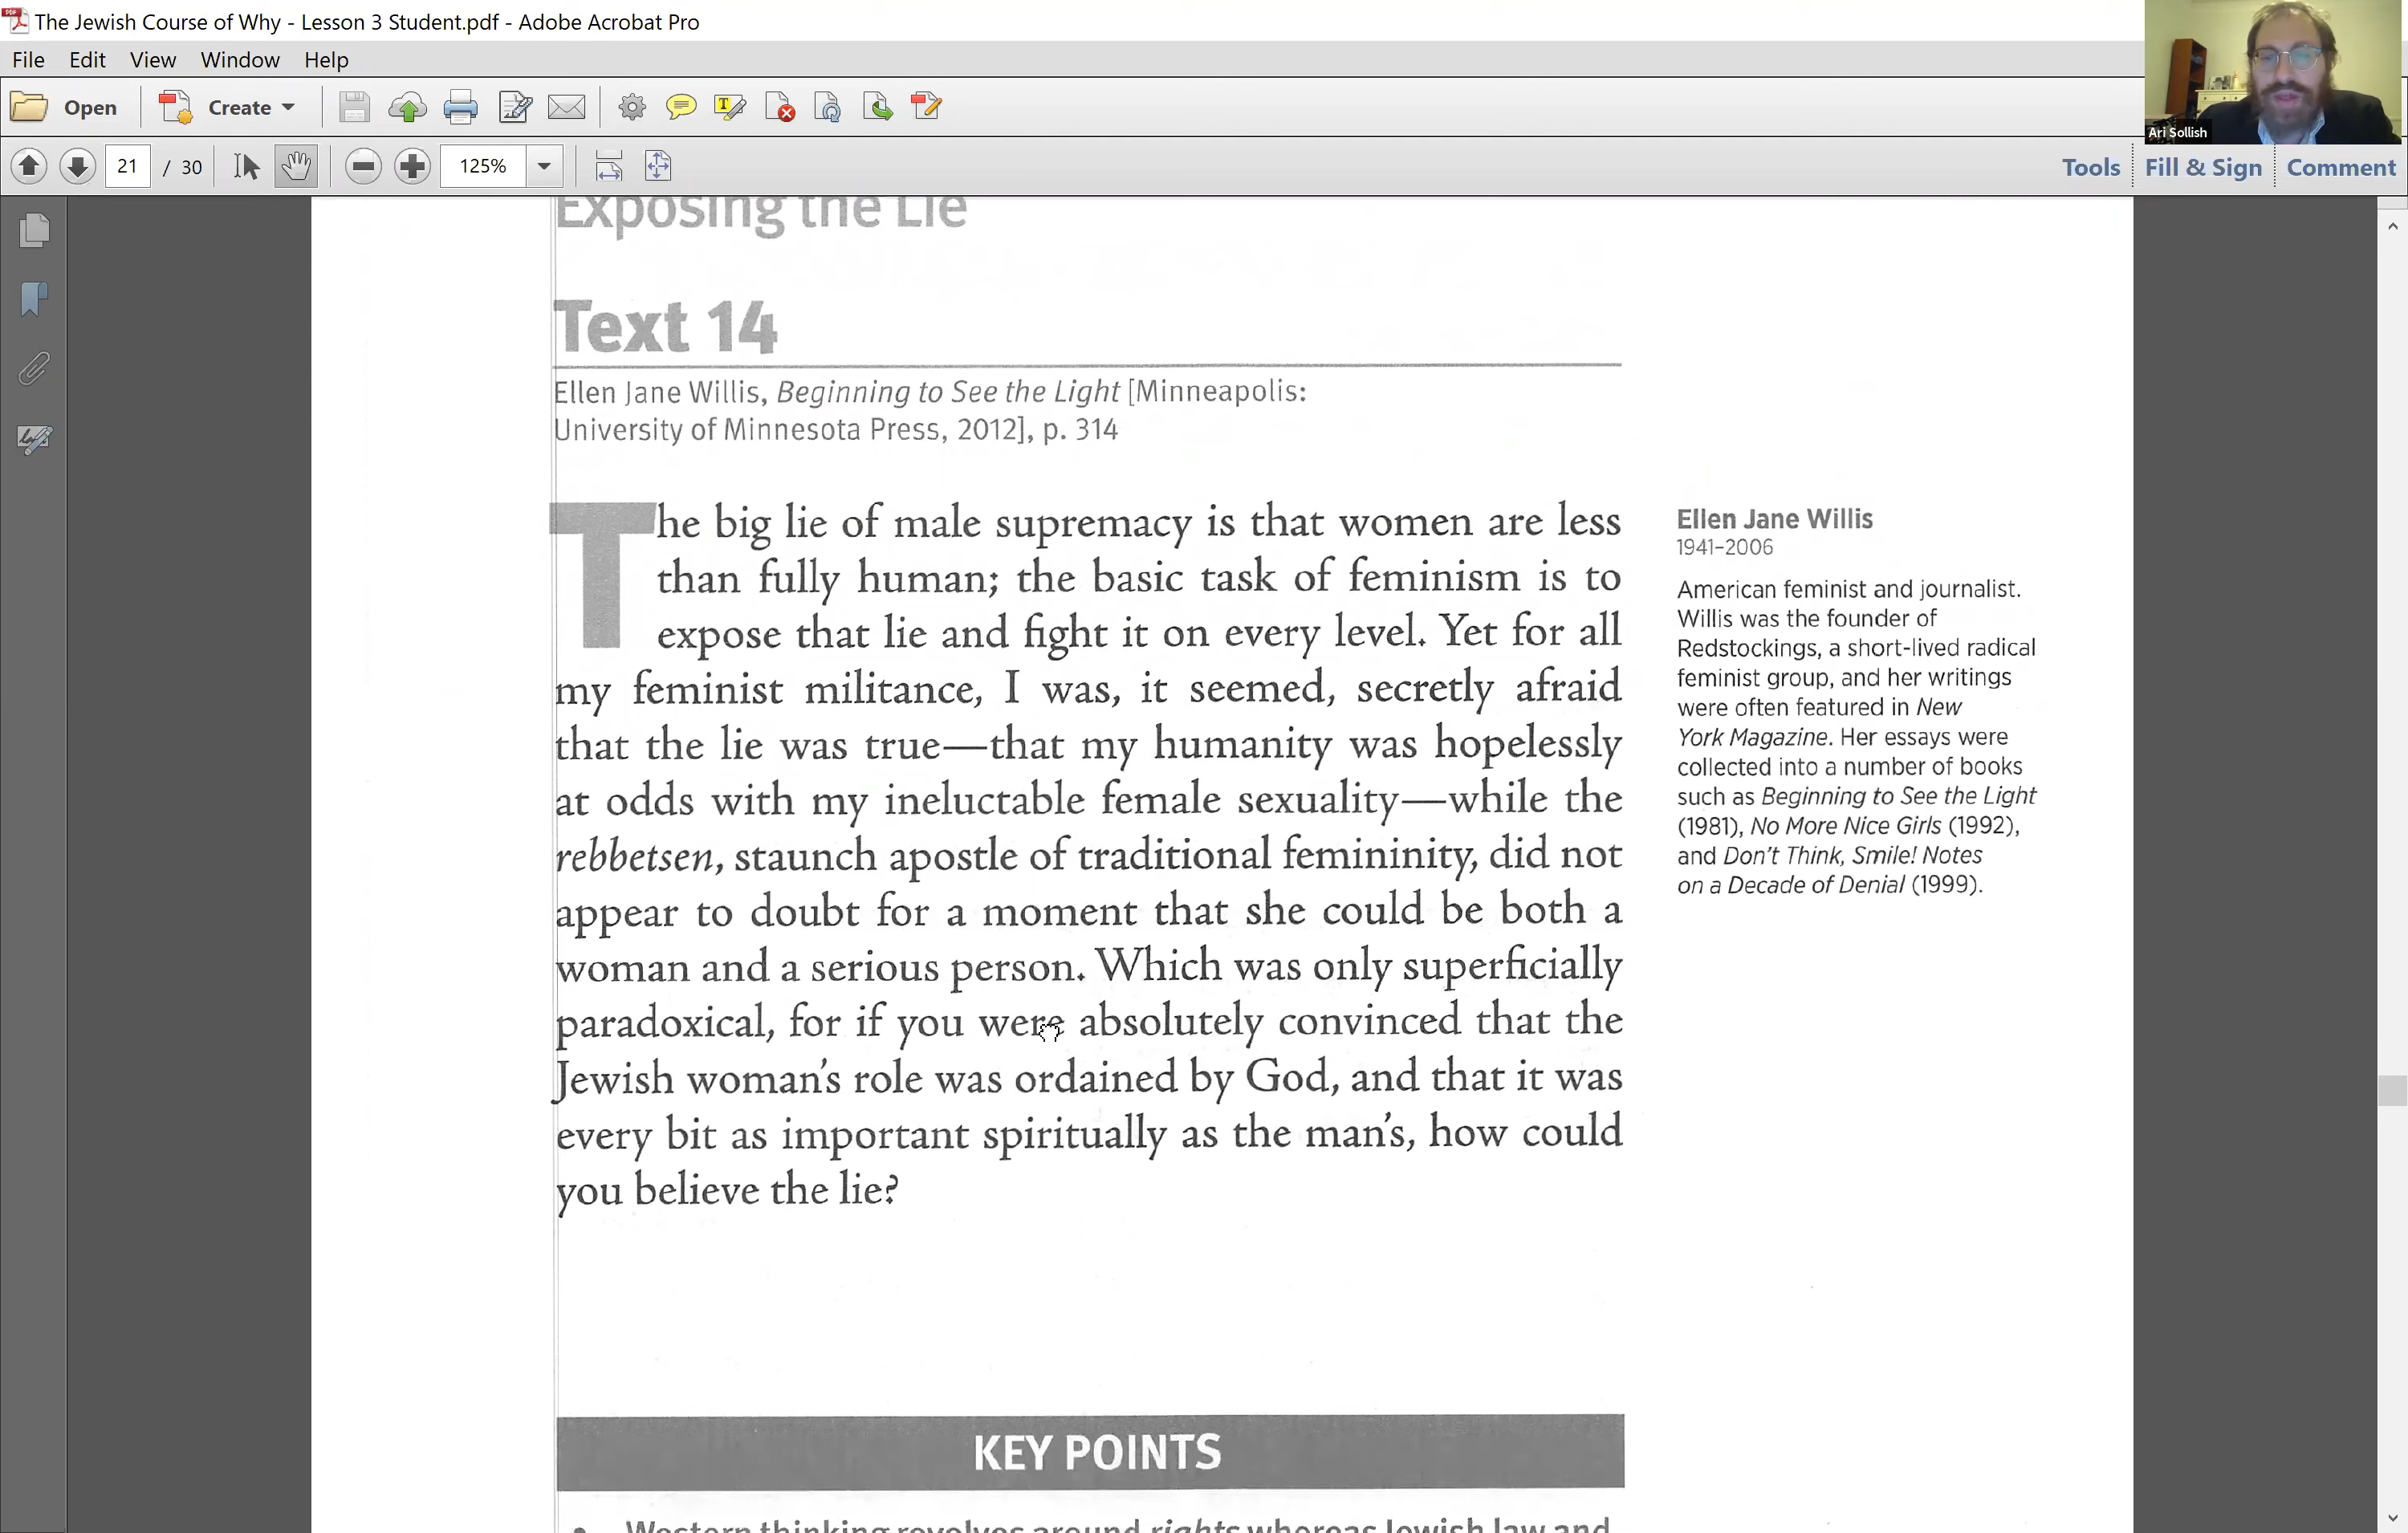 The Jewish Course of Why - Lesson 3 Student.pdf - Adobe Acrobat Pro
File Edit View Window Help
Open Create
21 / 30 125%
Tools Fill & Sign Comment
Ari Sollish
Exposing the Lie
Text 14
Ellen Jane Willis, Beginning to See the Light [Minneapolis:
University of Minnesota Press, 2012], p. 314
The big lie of male supremacy is that women are less
than fully human; the basic task of feminism is to
expose that lie and fight it on every level. Yet for all
my feminist militance, I was, it seemed, secretly afraid
that the lie was true—that my humanity was hopelessly
at odds with my ineluctable female sexuality—while the
rebbetsen, staunch apostle of traditional femininity, did not
appear to doubt for a moment that she could be both a
woman and a serious person. Which was only superficially
paradoxical, for if you were absolutely convinced that the
Jewish woman's role was ordained by God, and that it was
every bit as important spiritually as the man's, how could
you believe the lie?
Ellen Jane Willis
1941–2006
American feminist and journalist.
Willis was the founder of
Redstockings, a short-lived radical
feminist group, and her writings
were often featured in New
York Magazine. Her essays were
collected into a number of books
such as Beginning to See the Light
(1981), No More Nice Girls (1992),
and Don't Think, Smile! Notes
on a Decade of Denial (1999).
KEY POINTS
Western thinking revolves around rights whereas Jewish law and